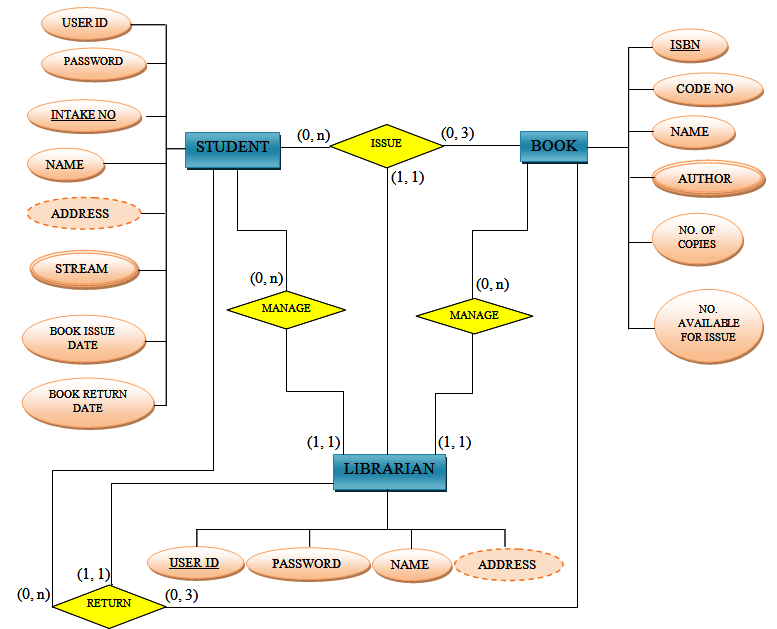 USER ID
PASSWORD
INTAKE NO
NAME
ADDRESS
STREAM
BOOK ISSUE
DATE
BOOK RETURN
DATE
STUDENT
(0, n)
ISSUE
(0, 3)
(1, 1)
BOOK
ISBN
CODE NO
NAME
AUTHOR
NO. OF
COPIES
NO.
AVAILABLE
FOR ISSUE
(0, n)
MANAGE
(0, n)
MANAGE
(1, 1)
(1, 1)
LIBRARIAN
USER ID
PASSWORD
NAME
ADDRESS
(1, 1)
(0, n)
RETURN
(0, 3)